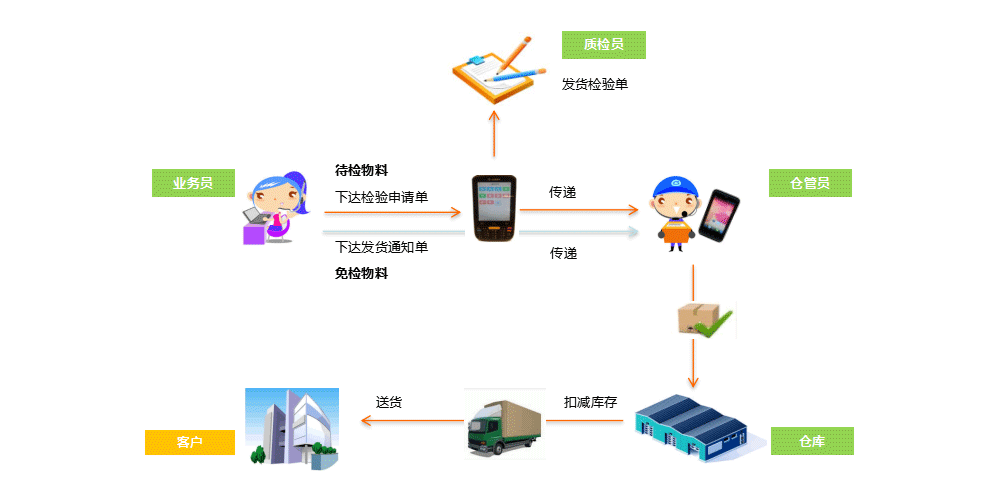 质检员
发货检验单
业务员
待检物料
下达检验申请单
传递
仓管员
下达发货通知单
传递
免检物料
送货
扣减库存
客户
仓库